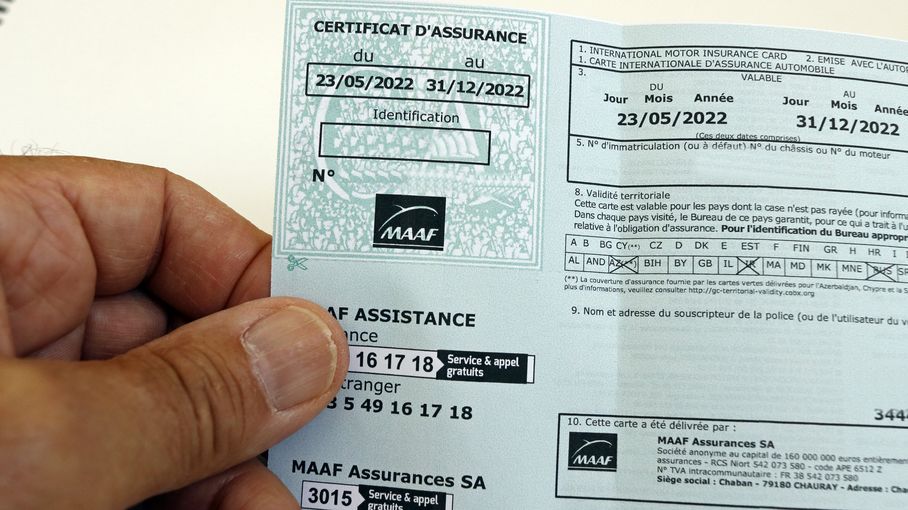 CERTIFICAT D'ASSURANCE
du au
23/05/2022 31/12/2022
Identification
N°
MAAF
AF ASSISTANCE
ance
16 17 18 Service & appel gratuits
tranger
3 5 49 16 17 18
MAAF Assurances SA
3015 Service & appel gratuits
1. INTERNATIONAL MOTOR INSURANCE CARD 2. EMISE AVEC L'AUTOR
1. CARTE INTERNATIONALE D'ASSURANCE AUTOMOBILE
3. VALABLE
DU AU
Jour Mois Année Jour Mois Année
23/05/2022 31/12/2022
(Ces deux dates comprises)
5. N° d'immatriculation (ou à défaut) N° du châssis ou N° du moteur
8. Validité territoriale
Cette carte est valable pour les pays dont la case n'est pas rayée (pour inform
Dans chaque pays visité, le Bureau de ce pays garantit, pour ce qui a trait à l'u
relative à l'obligation d'assurance. Pour l'identification du Bureau approp
A B BG CY(**) CZ D DK E EST F FIN GR H HR I
AL AND AZ(**) BIH BY GB IL IR MA MD MK MNE RUS SR
(**) La couverture d'assurance fournie par les cartes vertes délivrées pour l'Azerbaïdjan, Chypre et la S
plus d'informations, veuillez consulter http://gc-territorial-validity.cobx.org
9. Nom et adresse du souscripteur de la police (ou de l'utilisateur du v
344
10. Cette carte a été délivrée par :
MAAF
MAAF Assurances SA
Société anonyme au capital de 160 000 000 euros entièrement
assurances - RCS Niort 542 073 580 - code APE 6512 Z
N° TVA intracommunautaire : FR 38 542 073 580
Siège social : Chaban - 79180 CHAURAY - Adresse : Cha